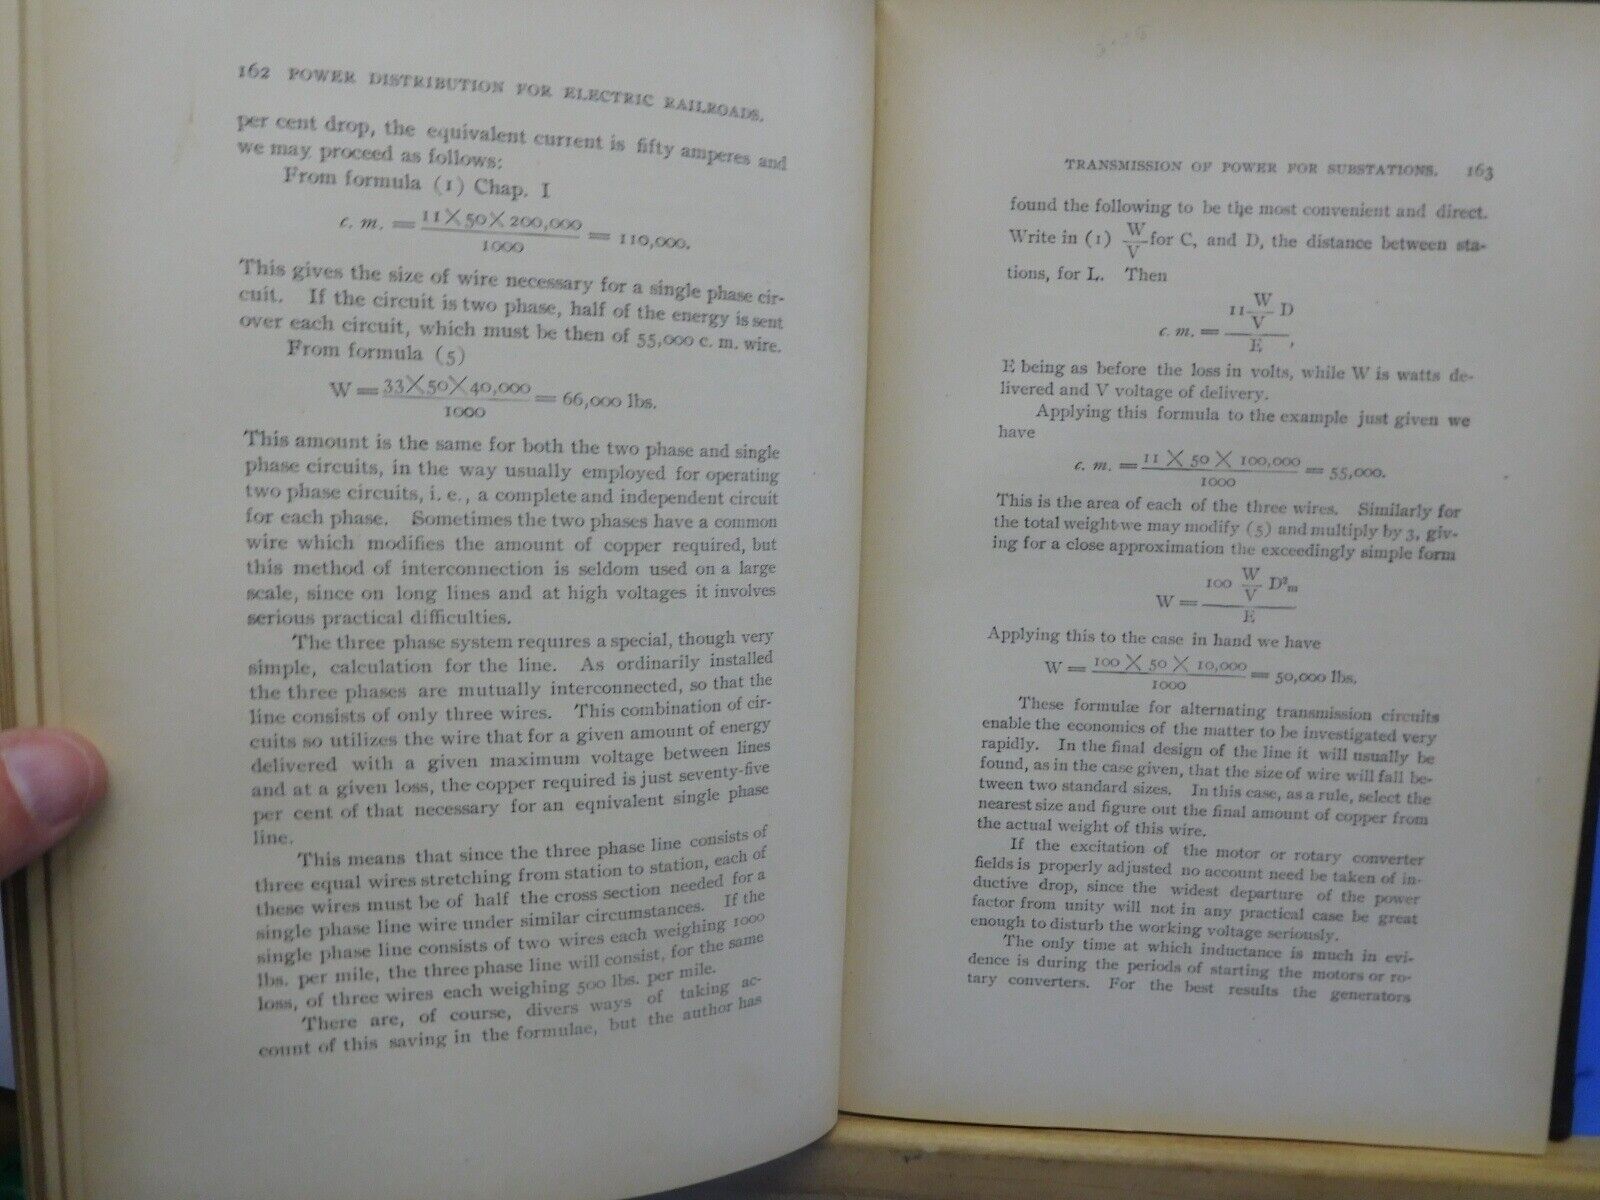 162 POWER DISTRIBUTION FOR ELECTRIC RAILROADS.
per cent drop, the equivalent current is fifty amperes and
we may proceed as follows:
From formula (1) Chap. I
c. m. = 11 X 50 X 200,000 / 1000 = 110,000.
This gives the size of wire necessary for a single phase cir-
cuit. If the circuit is two phase, half of the energy is sent
over each circuit, which must be then of 55,000 c. m. wire.
From formula (5)
W = 33 X 50 X 40,000 / 1000 = 66,000 lbs.
This amount is the same for both the two phase and single
phase circuits, in the way usually employed for operating
two phase circuits, i. e., a complete and independent circuit
for each phase. Sometimes the two phases have a common
wire which modifies the amount of copper required, but
this method of interconnection is seldom used on a large
scale, since on long lines and at high voltages it involves
serious practical difficulties.
The three phase system requires a special, though very
simple, calculation for the line. As ordinarily installed
the three phases are mutually interconnected, so that the
line consists of only three wires. This combination of cir-
cuits so utilizes the wire that for a given amount of energy
delivered with a given maximum voltage between lines
and at a given loss, the copper required is just seventy-five
per cent of that necessary for an eqnivalent single phase
line.
This means that since the three phase line consists of
three equal wires stretching from station to station, each of
these wires must be of half the cross section needed for a
single phase line wire under similar circumstances. If the
single phase line consists of two wires each weighing 1000
lbs. per mile, the three phase line will consist, for the same
loss, of three wires each weighing 500 lbs. per mile.
There are, of course, divers ways of taking ac-
count of this saving in the formulae, but the author has
TRANSMISSION OF POWER FOR SUBSTATIONS. 163
found the following to be the most convenient and direct.
Write in (1) W/V for C, and D, the distance between sta-
tions, for L. Then
c. m. = 11 W/V D / E,
E being as before the loss in volts, while W is watts de-
livered and V voltage of delivery.
Applying this formula to the example just given we
have
c. m. = 11 X 50 X 100,000 / 1000 = 55,000.
This is the area of each of the three wires. Similarly for
the total weight we may modify (5) and multiply by 3, giv-
ing for a close approximation the exceedingly simple form
W = 100 W/V D²m / E
Applying this to the case in hand we have
W = 100 X 50 X 10,000 / 1000 = 50,000 lbs.
These formulæ for alternating transmission circuits
enable the economics of the matter to be investigated very
rapidly. In the final design of the line it will usually be
found, as in the case given, that the size of wire will fall be-
tween two standard sizes. In this case, as a rule, select the
nearest size and figure out the final amount of copper from
the actual weight of this wire.
If the excitation of the motor or rotary converter
fields is properly adjusted no account need be taken of in-
ductive drop, since the widest departure of the power
factor from unity will not in any practical case be great
enough to disturb the working voltage seriously.
The only time at which inductance is much in evi-
dence is during the periods of starting the motors or ro-
tary converters. For the best results the generators